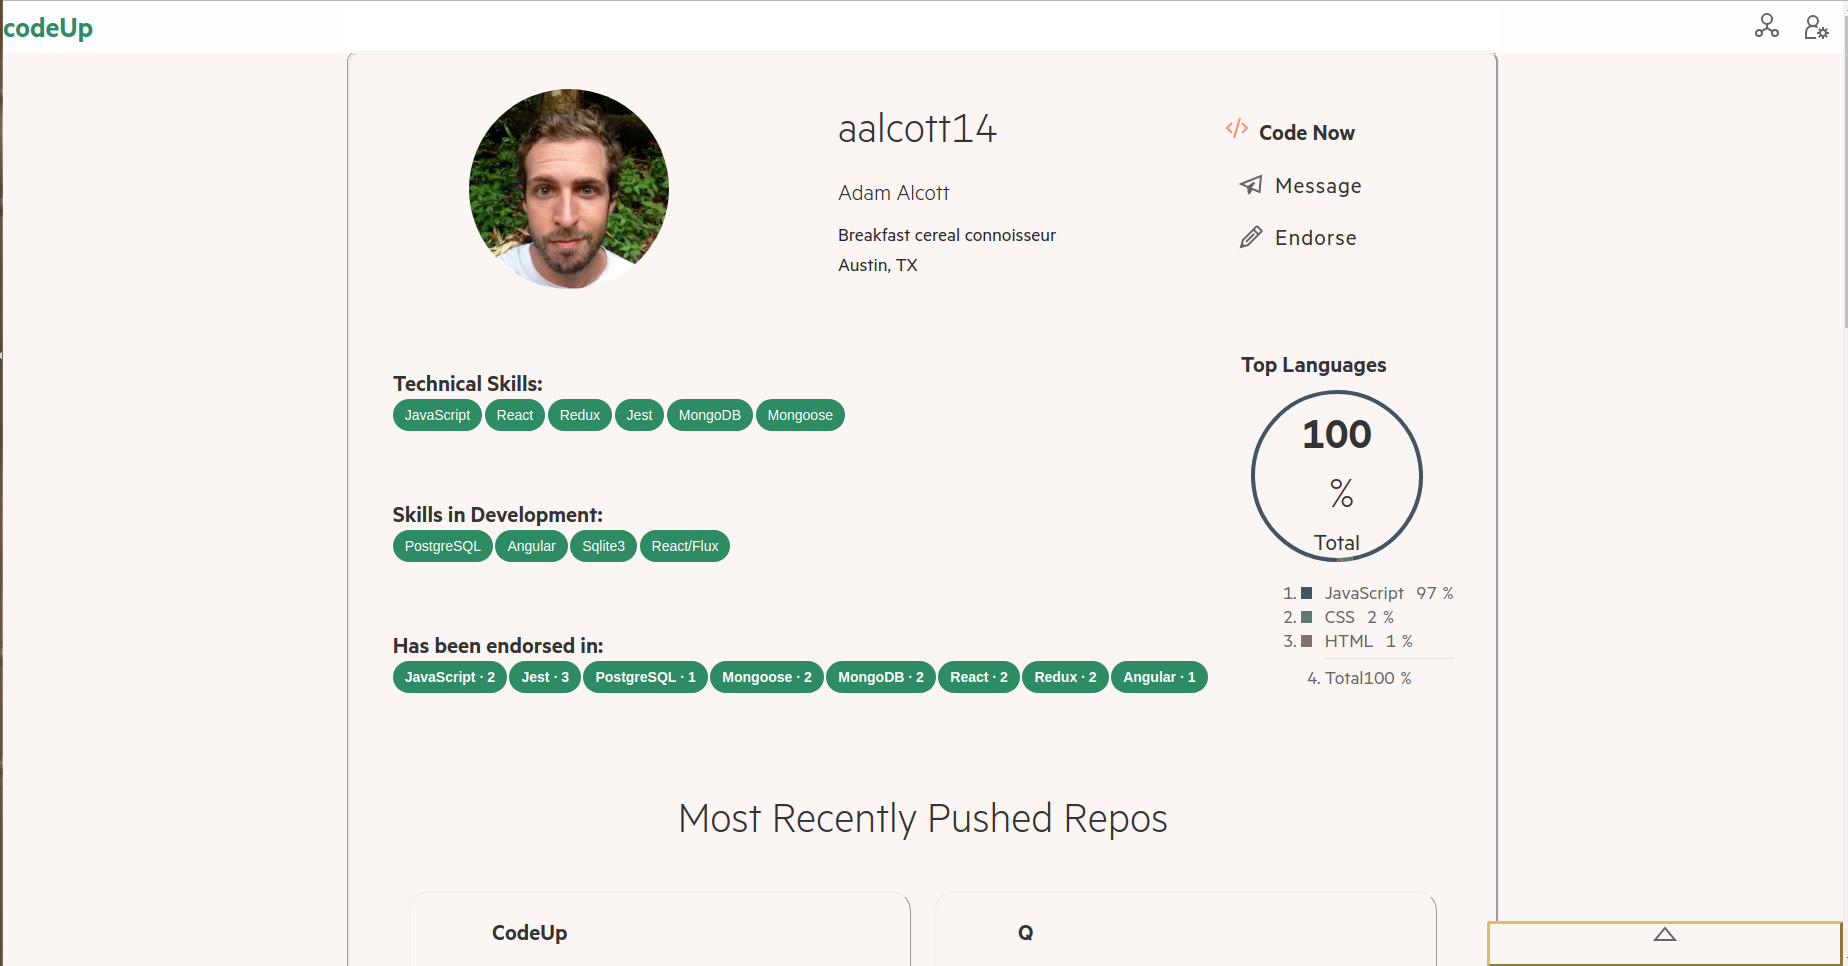 codeUp
aalcott14
Adam Alcott
Breakfast cereal connoisseur
Austin, TX
</> Code Now
Message
Endorse
Technical Skills:
JavaScript React Redux Jest MongoDB Mongoose
Skills in Development:
PostgreSQL Angular Sqlite3 React/Flux
Has been endorsed in:
JavaScript · 2 Jest · 3 PostgreSQL · 1 Mongoose · 2 MongoDB · 2 React · 2 Redux · 2 Angular · 1
Top Languages
100
%
Total
1. JavaScript 97 %
2. CSS 2 %
3. HTML 1 %
4. Total100 %
Most Recently Pushed Repos
CodeUp
Q